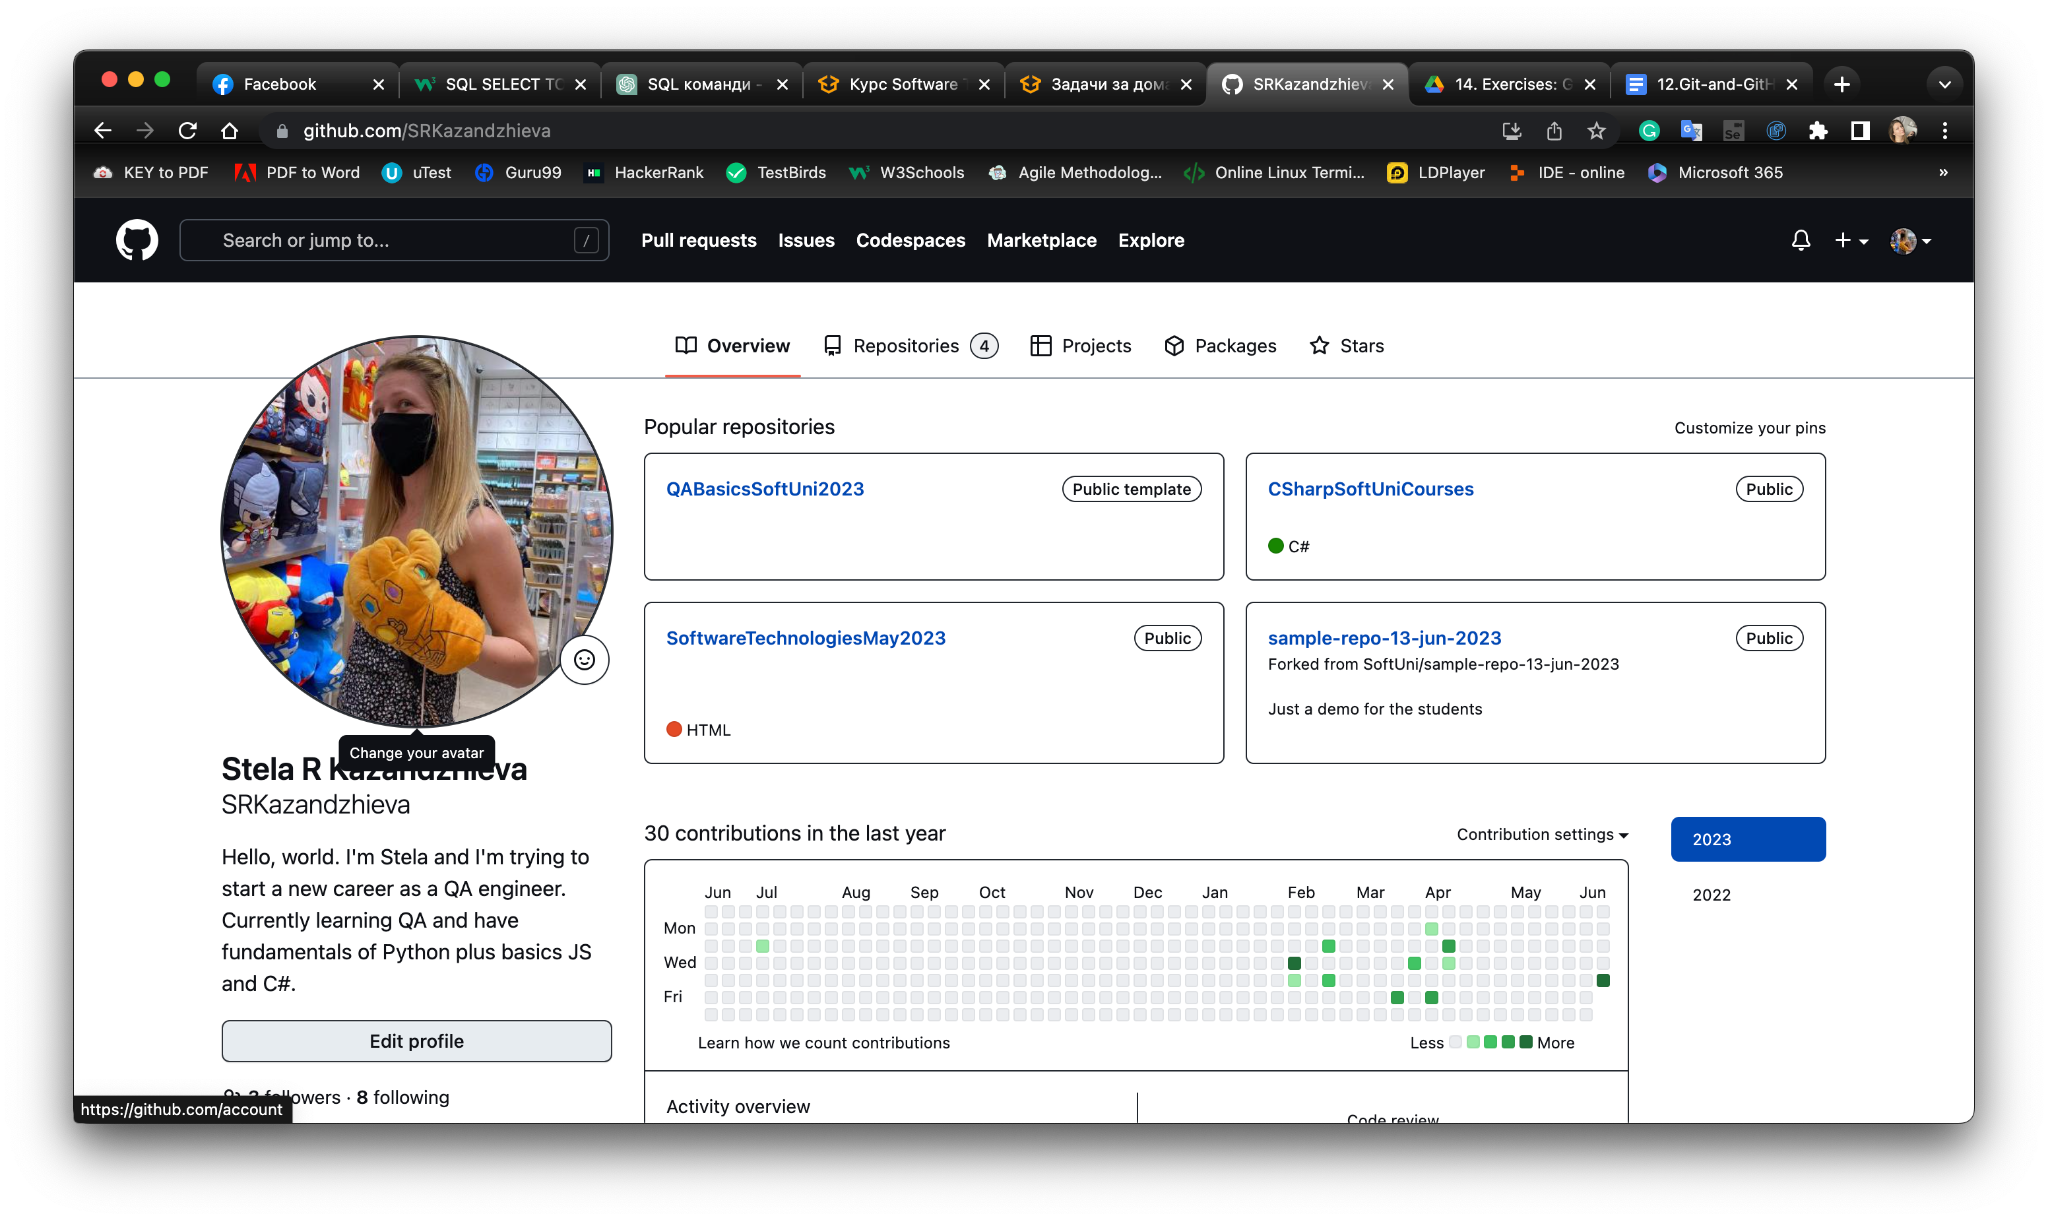 Facebook
SQL SELECT TO
SQL команди -
Курс Software
Задачи за дома
SRKazandzhieva
14. Exercises: G
12.Git-and-GitH
github.com/SRKazandzhieva
KEY to PDF
PDF to Word
uTest
Guru99
HackerRank
TestBirds
W3Schools
Agile Methodolog...
Online Linux Termi...
LDPlayer
IDE - online
Microsoft 365
»
Search or jump to...
/
Pull requests
Issues
Codespaces
Marketplace
Explore
Overview
Repositories 4
Projects
Packages
Stars
Popular repositories
Customize your pins
QABasicsSoftUni2023
Public template
CSharpSoftUniCourses
Public
C#
SoftwareTechnologiesMay2023
Public
HTML
sample-repo-13-jun-2023
Public
Forked from SoftUni/sample-repo-13-jun-2023
Just a demo for the students
Change your avatar
Stela R Kazandzhieva
SRKazandzhieva
Hello, world. I'm Stela and I'm trying to
start a new career as a QA engineer.
Currently learning QA and have
fundamentals of Python plus basics JS
and C#.
Edit profile
followers · 8 following
https://github.com/account
30 contributions in the last year
Contribution settings
2023
2022
Jun Jul Aug Sep Oct Nov Dec Jan Feb Mar Apr May Jun
Mon
Wed
Fri
Learn how we count contributions
Less
More
Activity overview
Code review